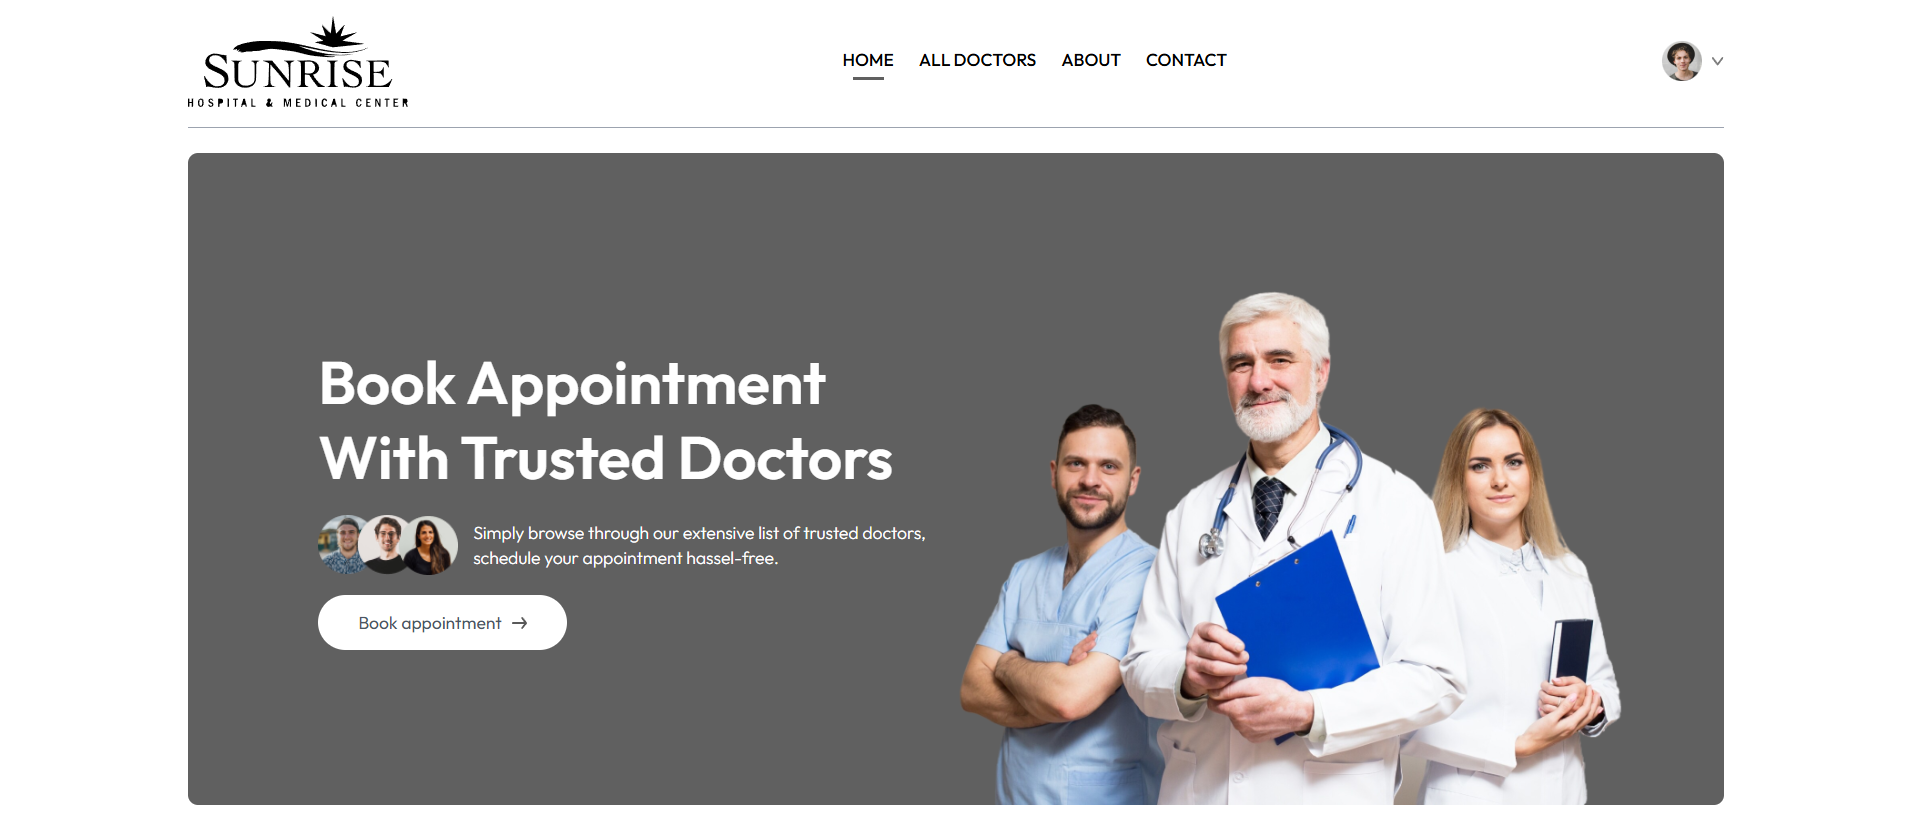 SUNRISE
HOSPITAL & MEDICAL CENTER
HOME ALL DOCTORS ABOUT CONTACT
Book Appointment
With Trusted Doctors
Simply browse through our extensive list of trusted doctors,
schedule your appointment hassel-free.
Book appointment →